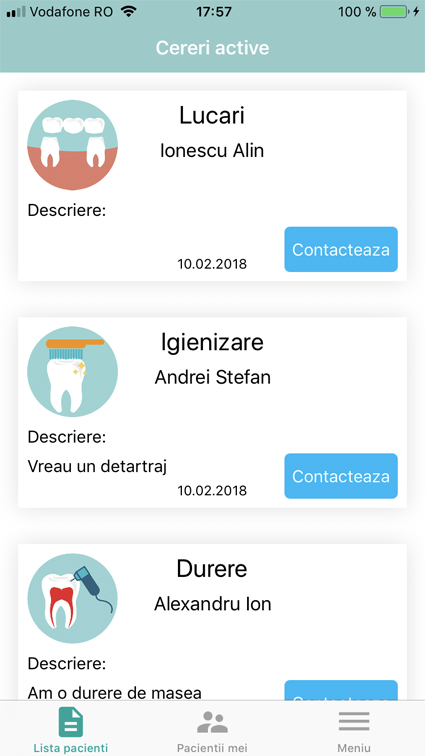 Vodafone RO 17:57 100 %
Cereri active
Lucari
Ionescu Alin
Descriere:
Contacteaza
10.02.2018
Igienizare
Andrei Stefan
Descriere:
Vreau un detartraj
Contacteaza
10.02.2018
Durere
Alexandru Ion
Descriere:
Am o durere de masea
Lista pacienti Pacientii mei Meniu